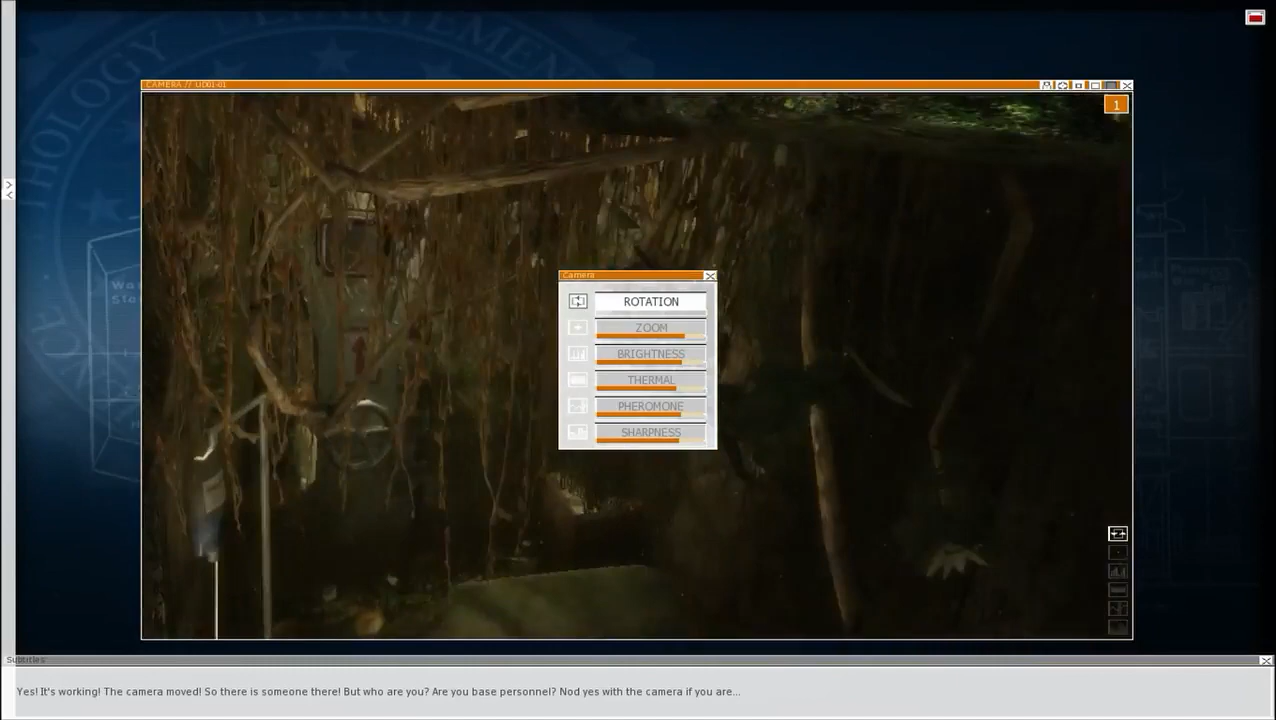 THOLOGY DEPARTEMEN
CAMERA // UD01-01
1
Camera
ROTATION
ZOOM
BRIGHTNESS
THERMAL
PHEROMONE
SHARPNESS
Subtitles
Yes! It's working! The camera moved! So there is someone there! But who are you? Are you base personnel? Nod yes with the camera if you are...